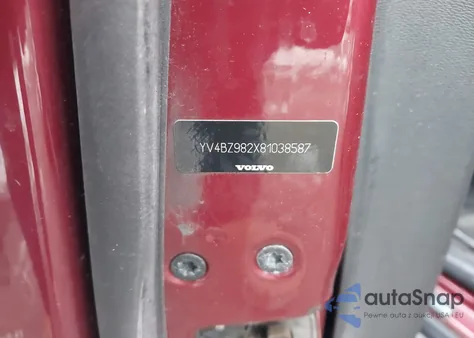 YV4BZ982X81038587
VOLVO
autoSnap
Pewne auta z aukcji USA i EU